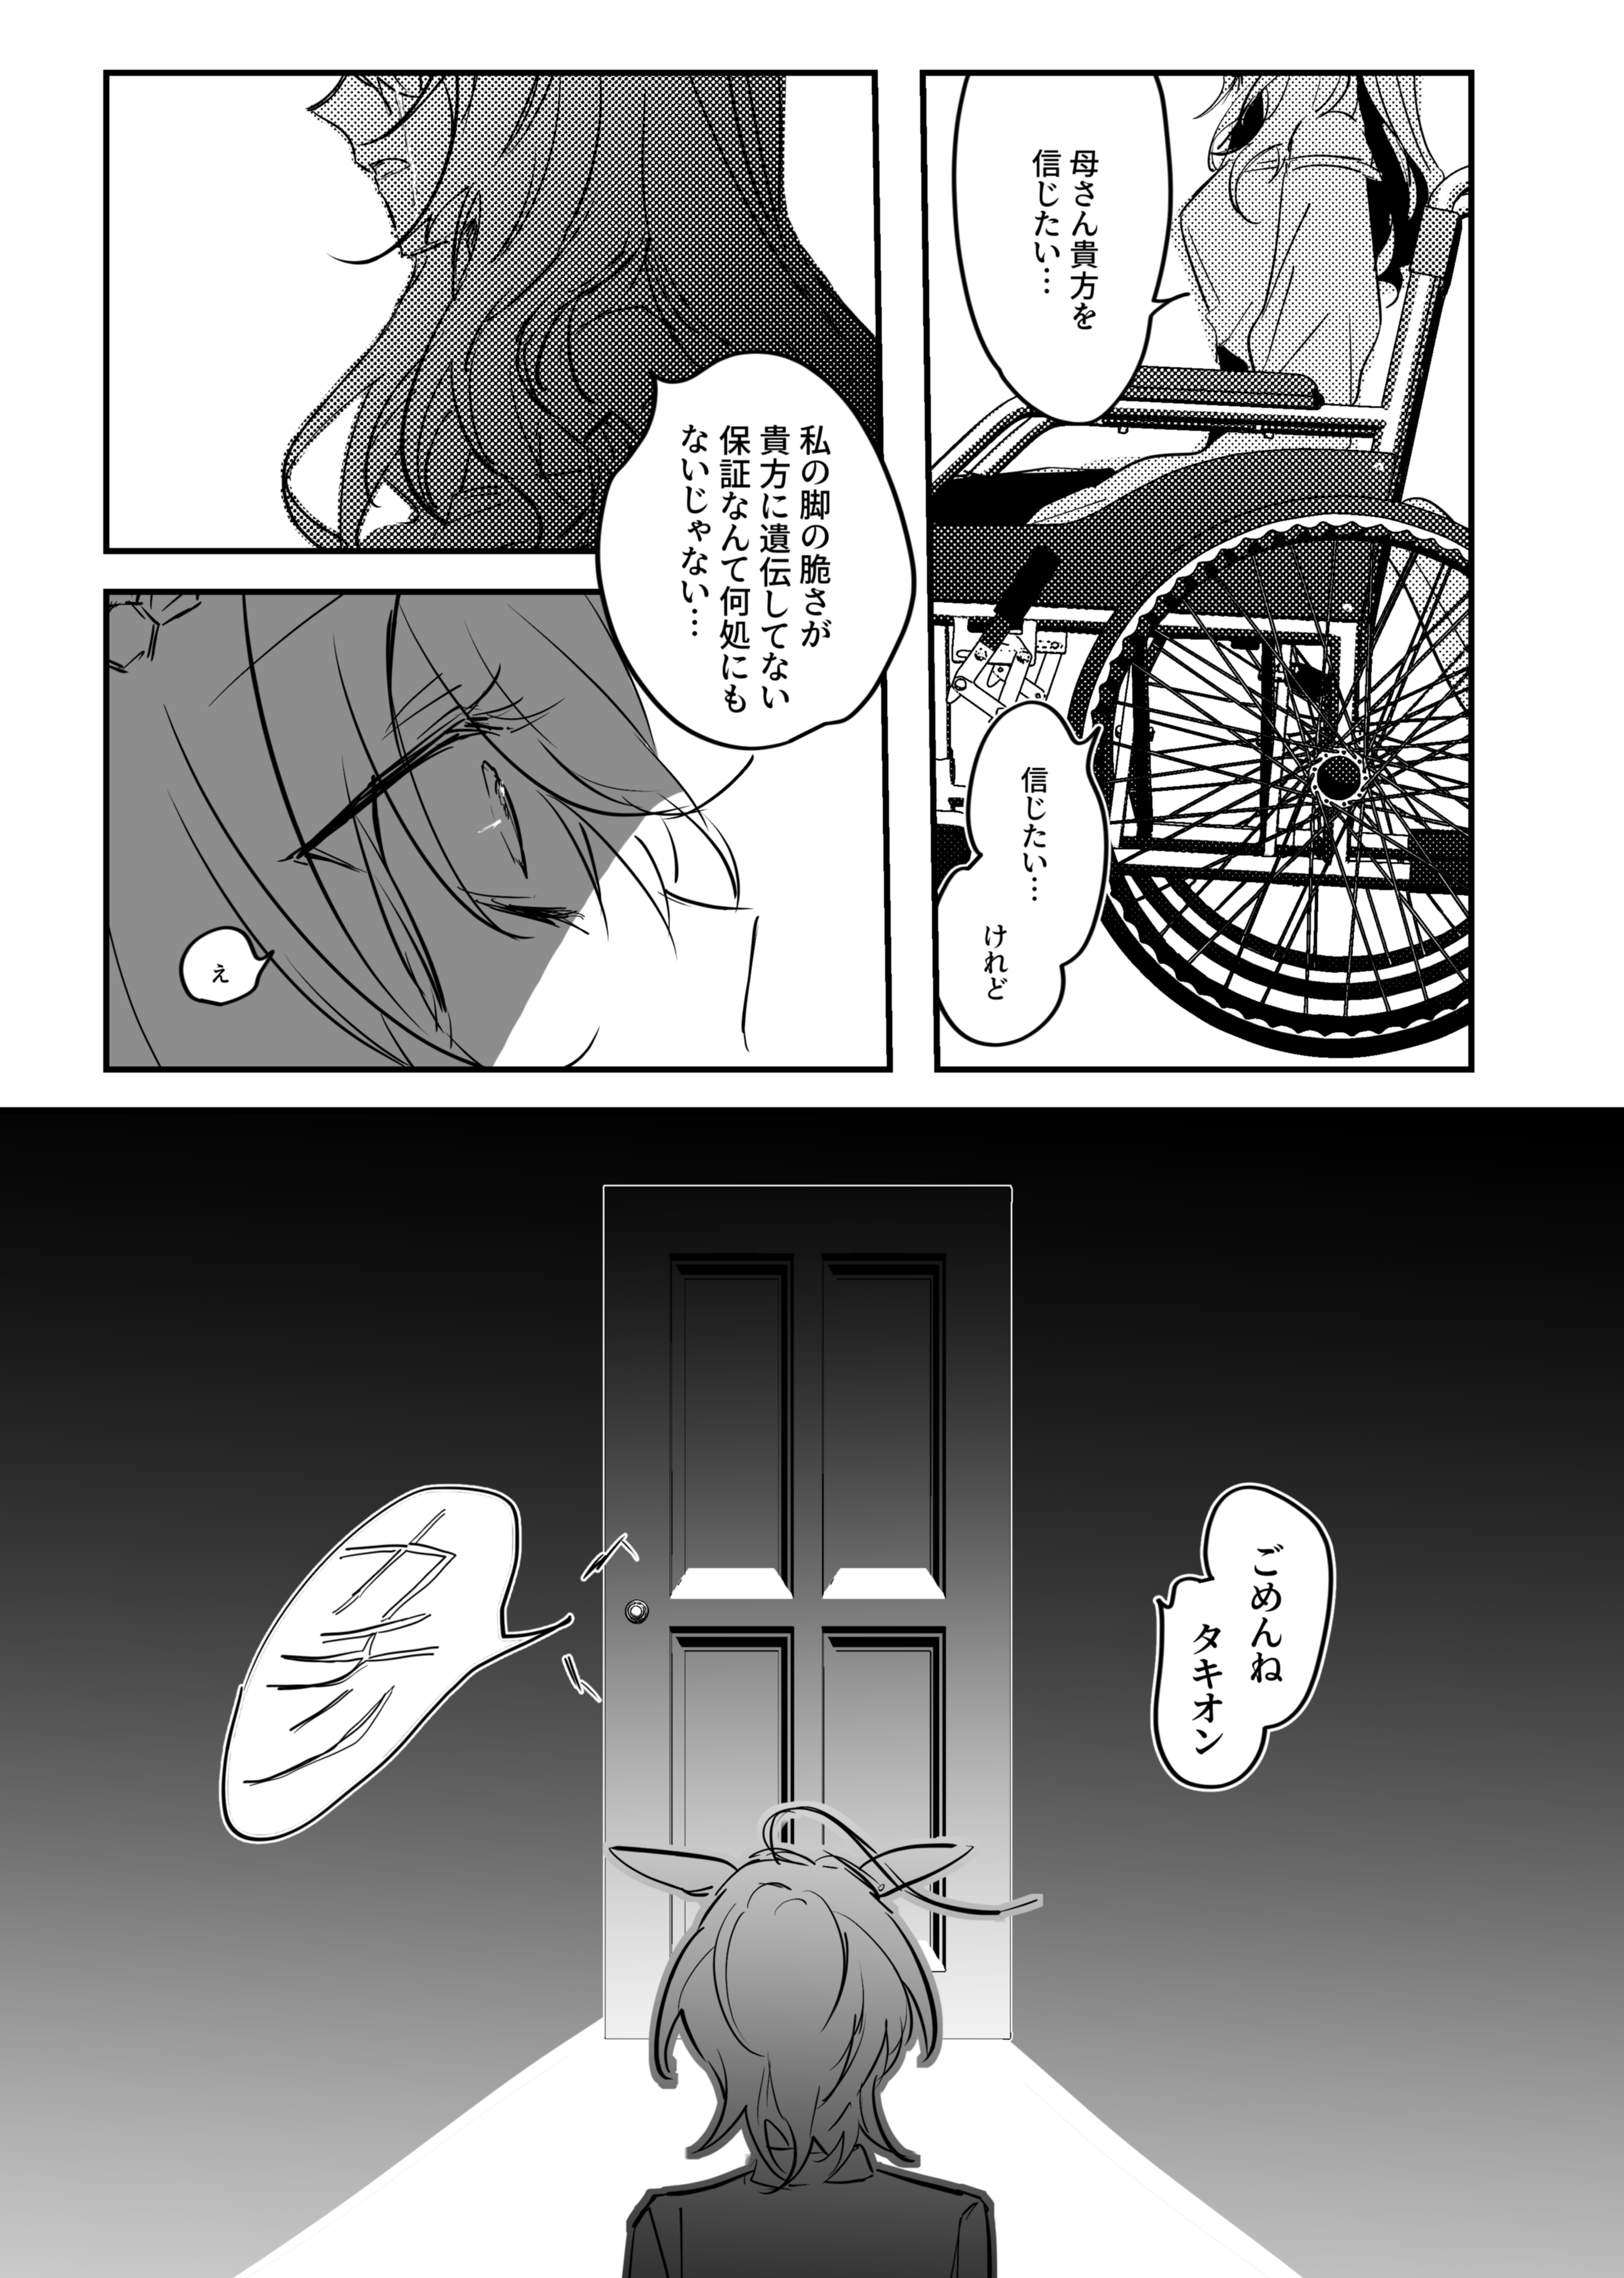 母さん貴方を
信じたい…
信じたい…
けれど
私の脚の脆さが
貴方に遺伝してない
保証なんて何処にも
ないじゃない…
え
ごめんね
タキオン
カチャン